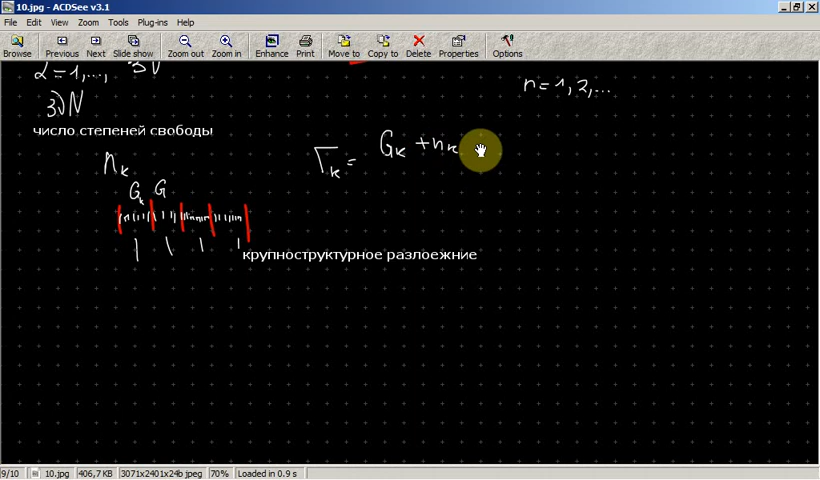 10.jpg - ACDSee v3.1
File Edit View Zoom Tools Plug-ins Help
Browse Previous Next Slide show Zoom out Zoom in Enhance Print Move to Copy to Delete Properties Options
α = 1, ..., 3N
n = 1, 2, ...
3N
число степеней свободы
n_k
Γ_k = G_k + n_k
G_k G
крупноструктурное разлоежние
9/10 10.jpg 406,7 KB 3071x2401x24b jpeg 70% Loaded in 0.9 s